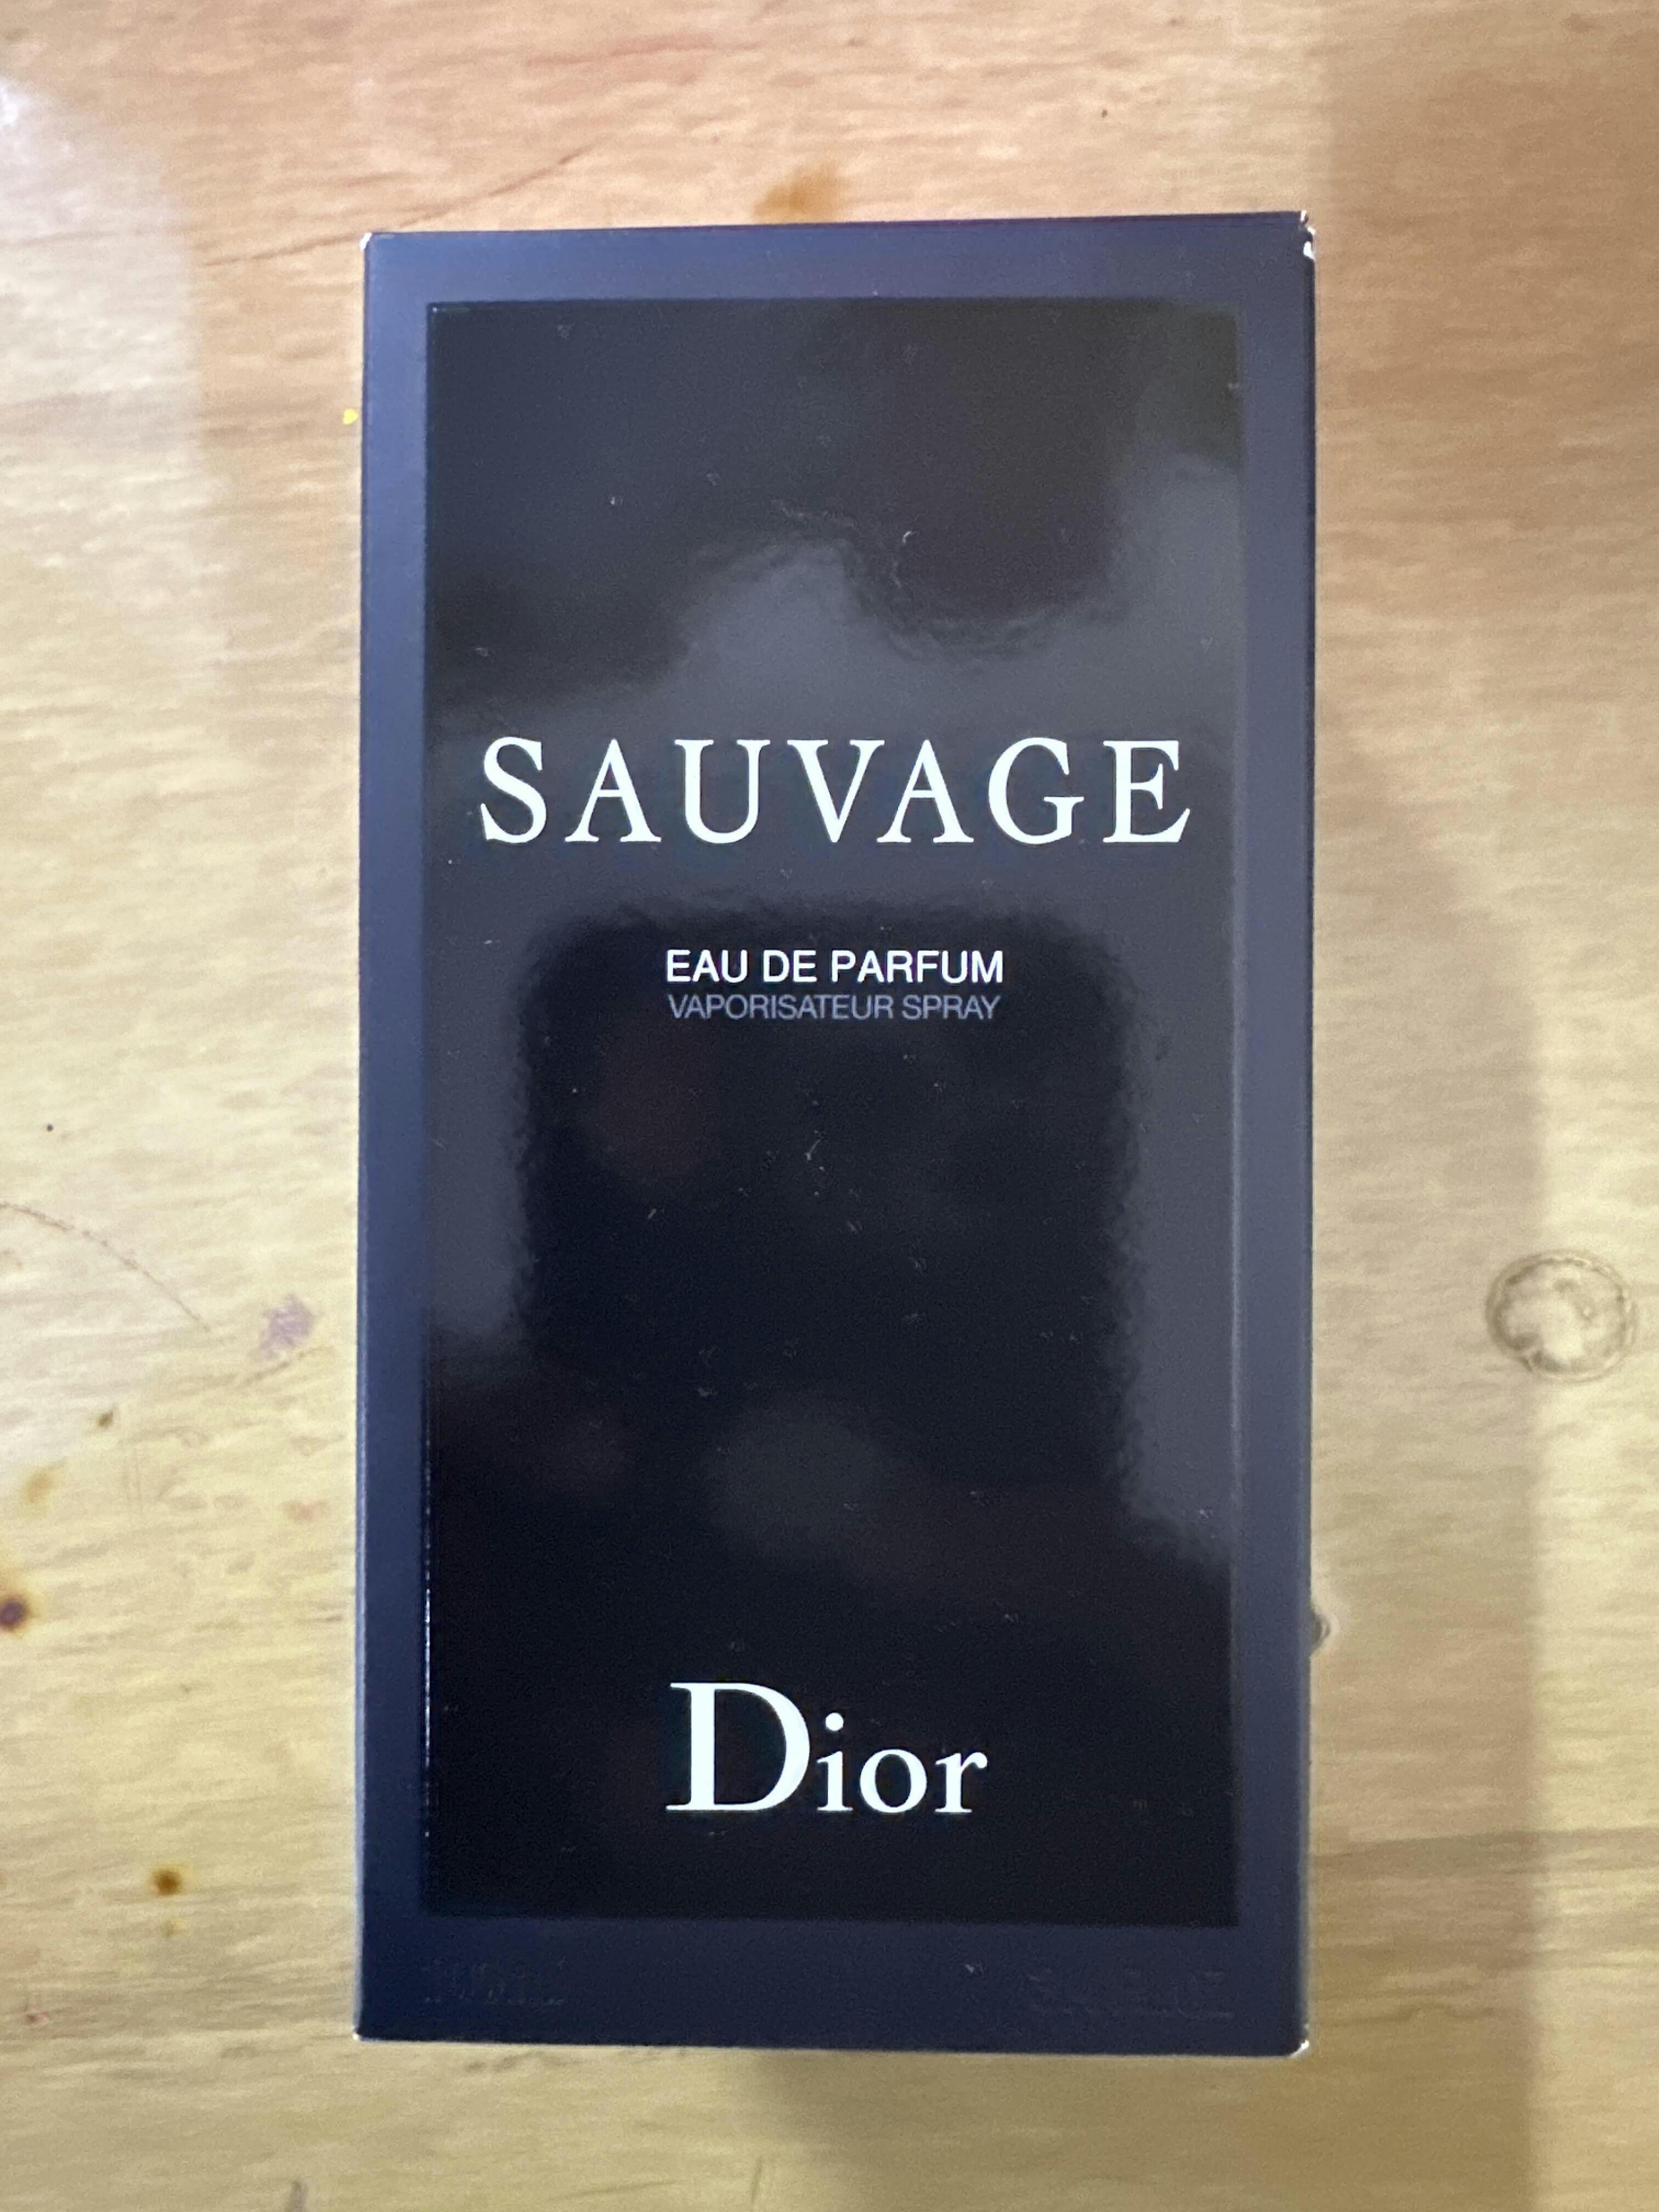 SAUVAGE
EAU DE PARFUM
VAPORISATEUR SPRAY
Dior